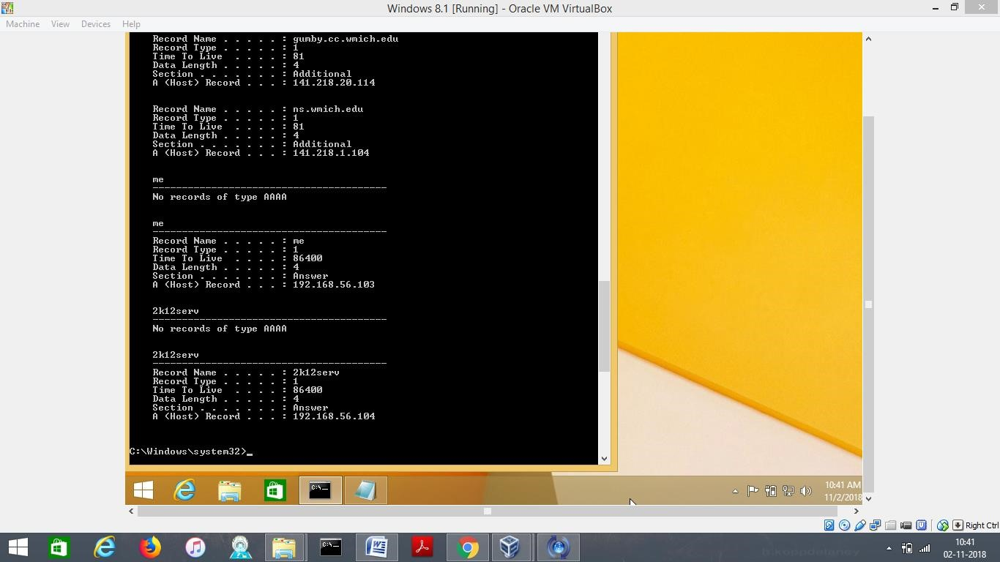 Windows 8.1 [Running] - Oracle VM VirtualBox
Machine View Devices Help
Record Name . . . . . : gumby.cc.wmich.edu
Record Type . . . . . : 1
Time To Live  . . . . : 81
Data Length . . . . . : 4
Section . . . . . . . : Additional
A (Host) Record . . . : 141.218.20.114
Record Name . . . . . : ns.wmich.edu
Record Type . . . . . : 1
Time To Live  . . . . : 81
Data Length . . . . . : 4
Section . . . . . . . : Additional
A (Host) Record . . . : 141.218.1.104
me
----------------------------------------
No records of type AAAA
me
----------------------------------------
Record Name . . . . . : me
Record Type . . . . . : 1
Time To Live  . . . . : 86400
Data Length . . . . . : 4
Section . . . . . . . : Answer
A (Host) Record . . . : 192.168.56.103
2k12serv
----------------------------------------
No records of type AAAA
2k12serv
----------------------------------------
Record Name . . . . . : 2k12serv
Record Type . . . . . : 1
Time To Live  . . . . : 86400
Data Length . . . . . : 4
Section . . . . . . . : Answer
A (Host) Record . . . : 192.168.56.104
C:\Windows\system32>_
10:41 AM
11/2/2018
Right Ctrl
b.koppdelaney
10:41
02-11-2018